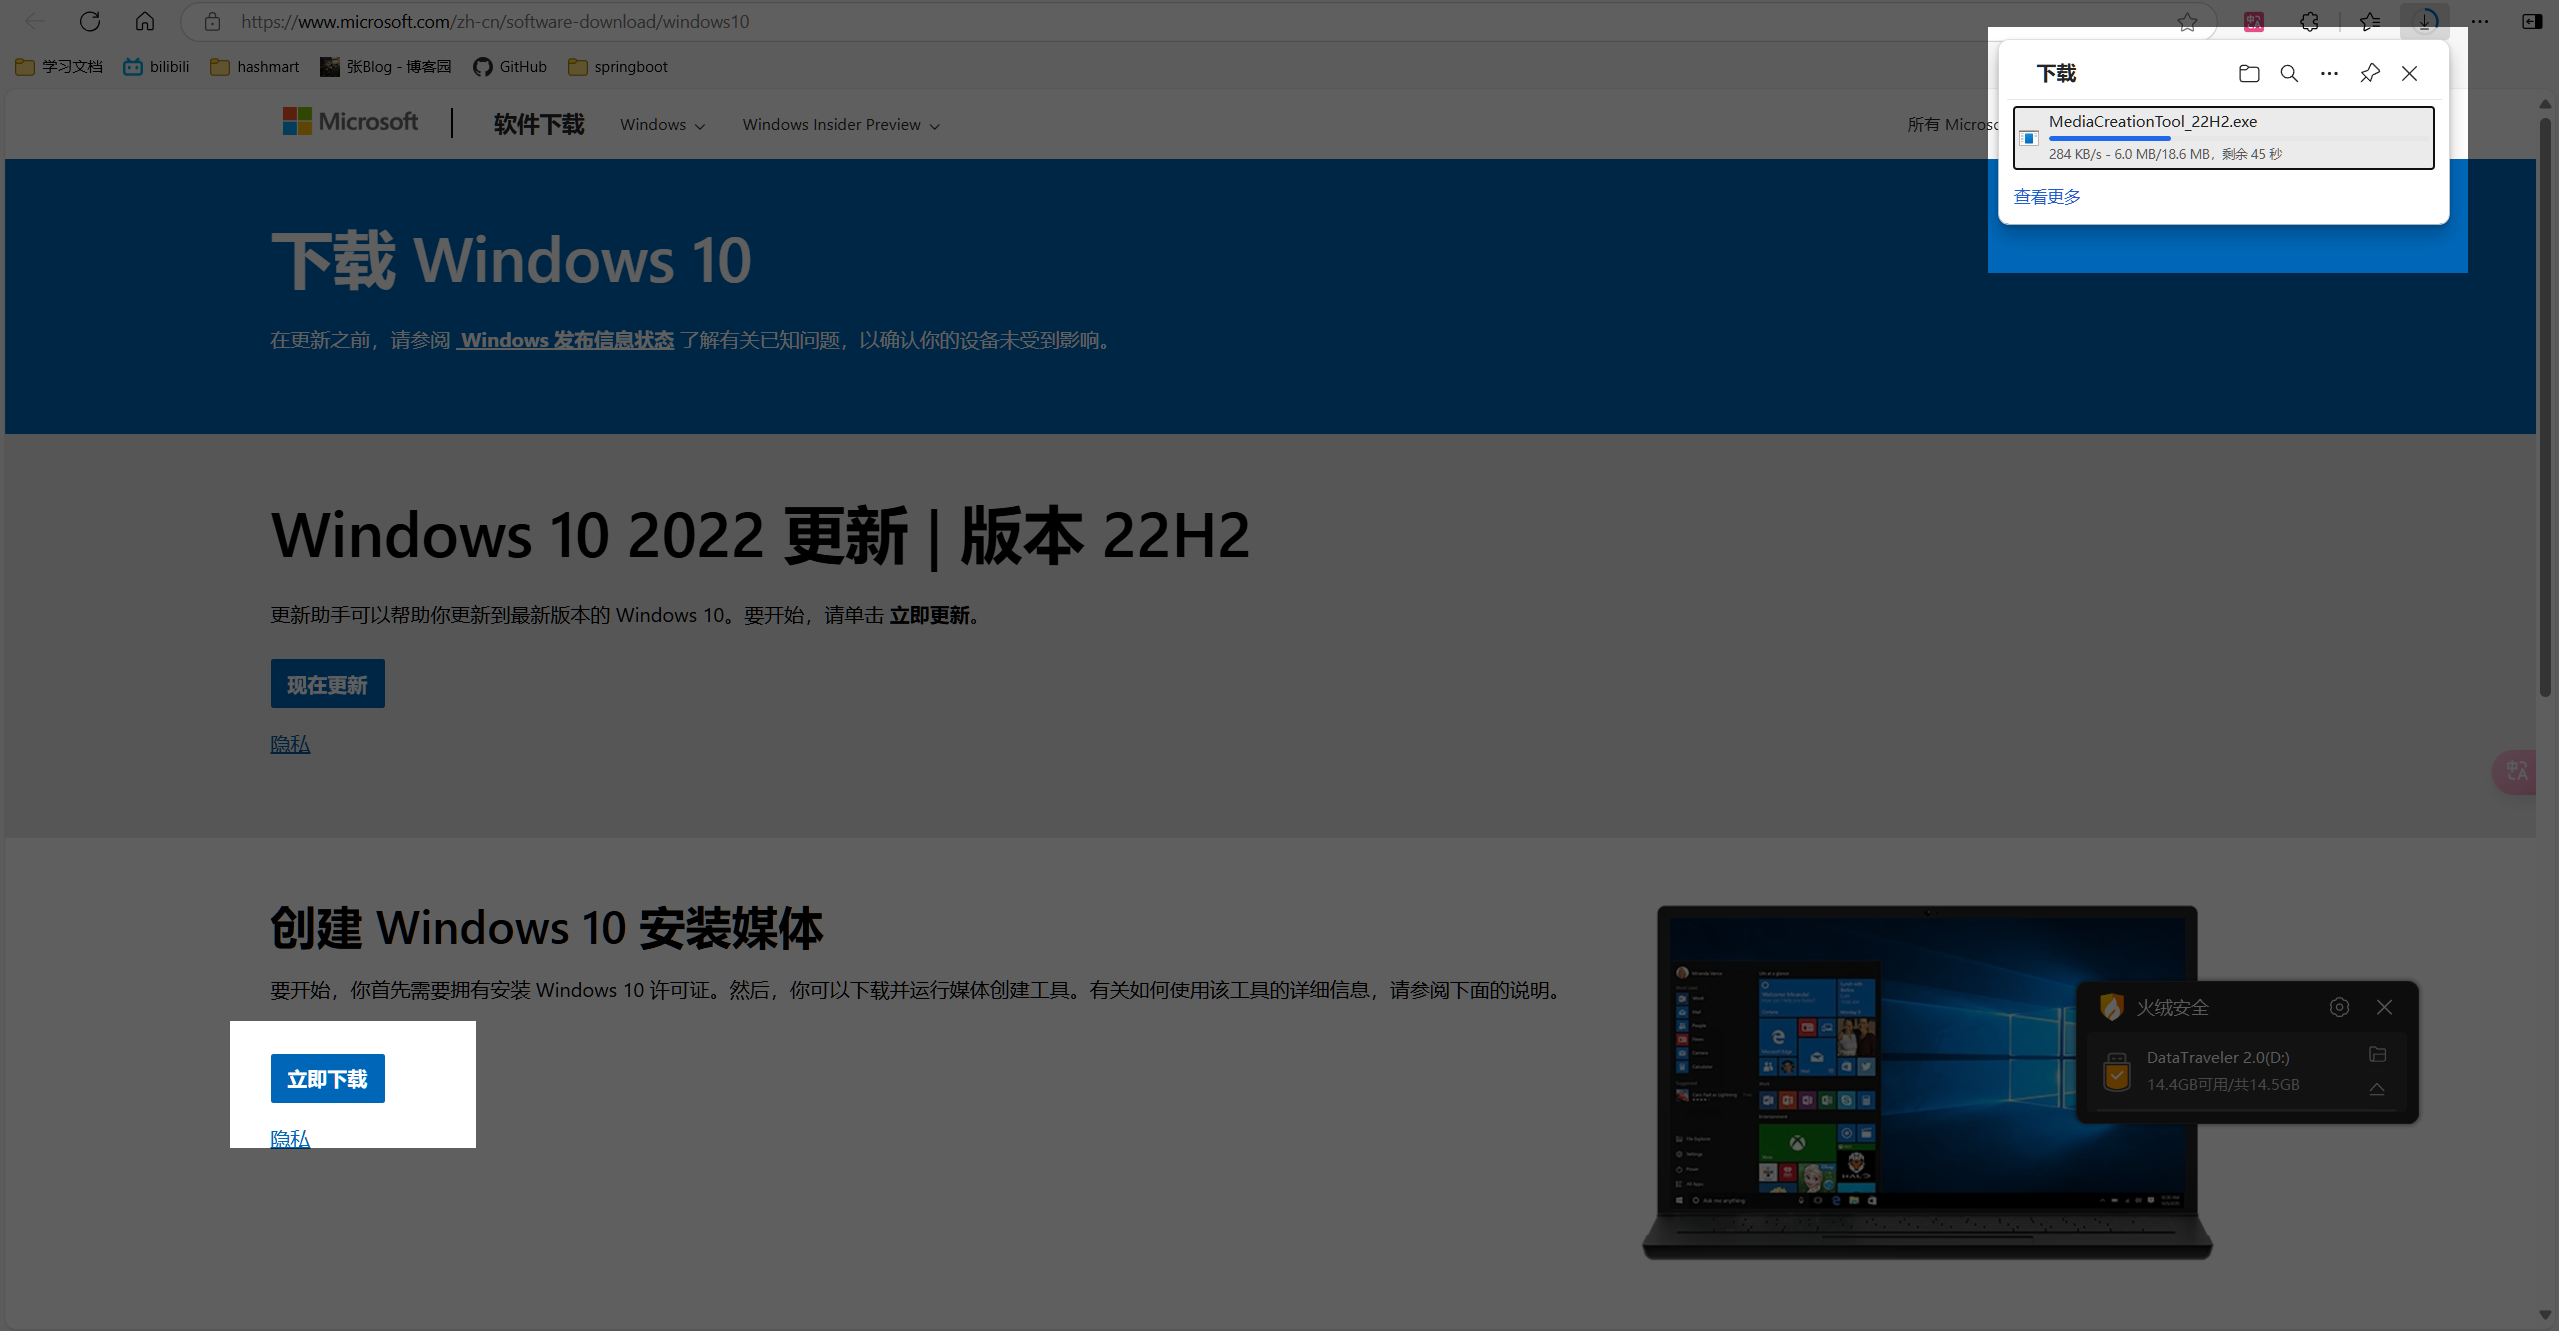 https://www.microsoft.com/zh-cn/software-download/windows10
学习文档 bilibili hashmart 张Blog - 博客园 GitHub springboot
下载
MediaCreationTool_22H2.exe
284 KB/s - 6.0 MB/18.6 MB，剩余 45 秒
查看更多
Microsoft 软件下载 Windows Windows Insider Preview 所有
下载 Windows 10
在更新之前，请参阅 Windows 发布信息状态 了解有关已知问题，以确认你的设备未受到影响。
Windows 10 2022 更新 | 版本 22H2
更新助手可以帮助你更新到最新版本的 Windows 10。要开始，请单击 立即更新。
现在更新
隐私
创建 Windows 10 安装媒体
要开始，你首先需要拥有安装 Windows 10 许可证。然后，你可以下载并运行媒体创建工具。有关如何使用该工具的详细信息，请参阅下面的说明。
立即下载
隐私
火绒安全
DataTraveler 2.0(D:)
14.4GB可用/共14.5GB